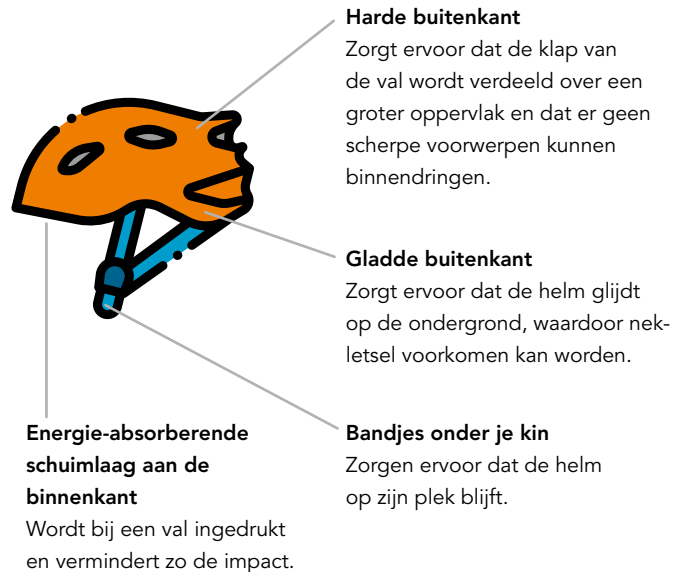 Harde buitenkant
Zorgt ervoor dat de klap van
de val wordt verdeeld over een
groter oppervlak en dat er geen
scherpe voorwerpen kunnen
binnendringen.
Gladde buitenkant
Zorgt ervoor dat de helm glijdt
op de ondergrond, waardoor nek-
letsel voorkomen kan worden.
Bandjes onder je kin
Zorgen ervoor dat de helm
op zijn plek blijft.
Energie-absorberende
schuimlaag aan de
binnenkant
Wordt bij een val ingedrukt
en vermindert zo de impact.